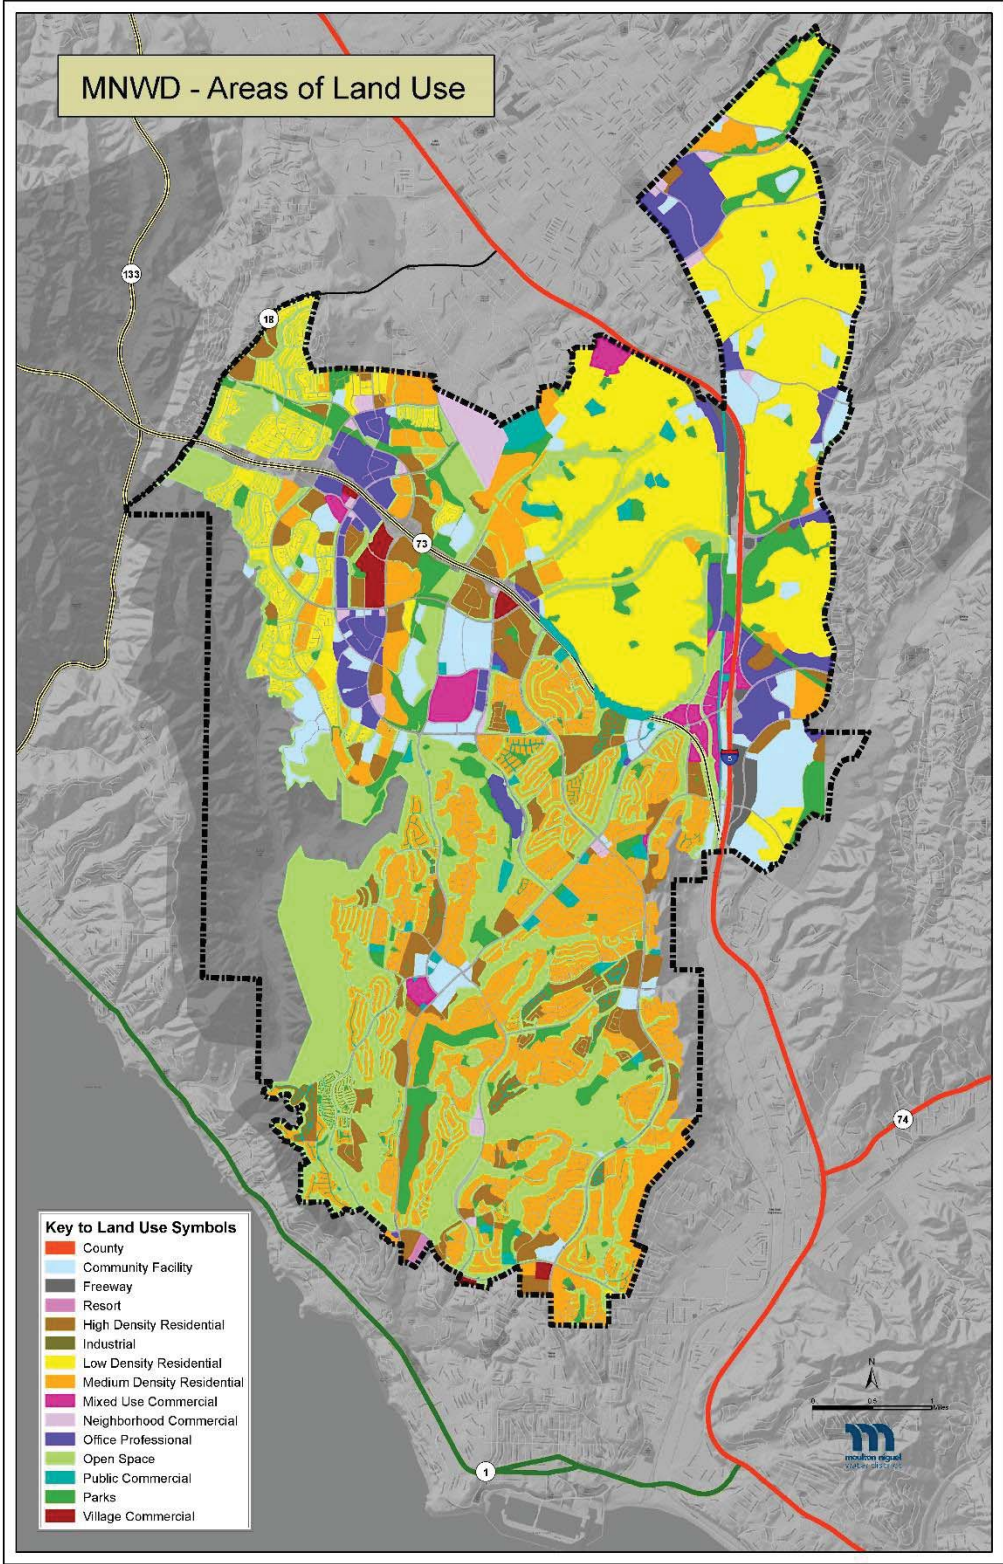 MNWD - Areas of Land Use
133
18
73
5
74
1
Key to Land Use Symbols
County
Community Facility
Freeway
Resort
High Density Residential
Industrial
Low Density Residential
Medium Density Residential
Mixed Use Commercial
Neighborhood Commercial
Office Professional
Open Space
Public Commercial
Parks
Village Commercial
N
0 0.5 1
Miles
moulton niguel
water district